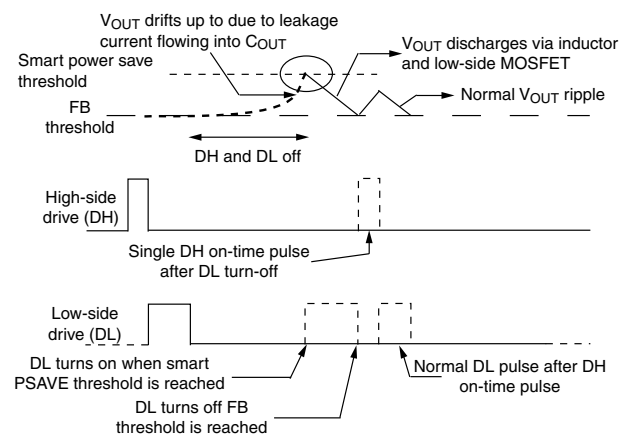 VOUT drifts up to due to leakage
current flowing into COUT
Smart power save
threshold
FB
threshold
VOUT discharges via inductor
and low-side MOSFET
Normal VOUT ripple
DH and DL off
High-side
drive (DH)
Single DH on-time pulse
after DL turn-off
Low-side
drive (DL)
DL turns on when smart
PSAVE threshold is reached
DL turns off FB
threshold is reached
Normal DL pulse after DH
on-time pulse